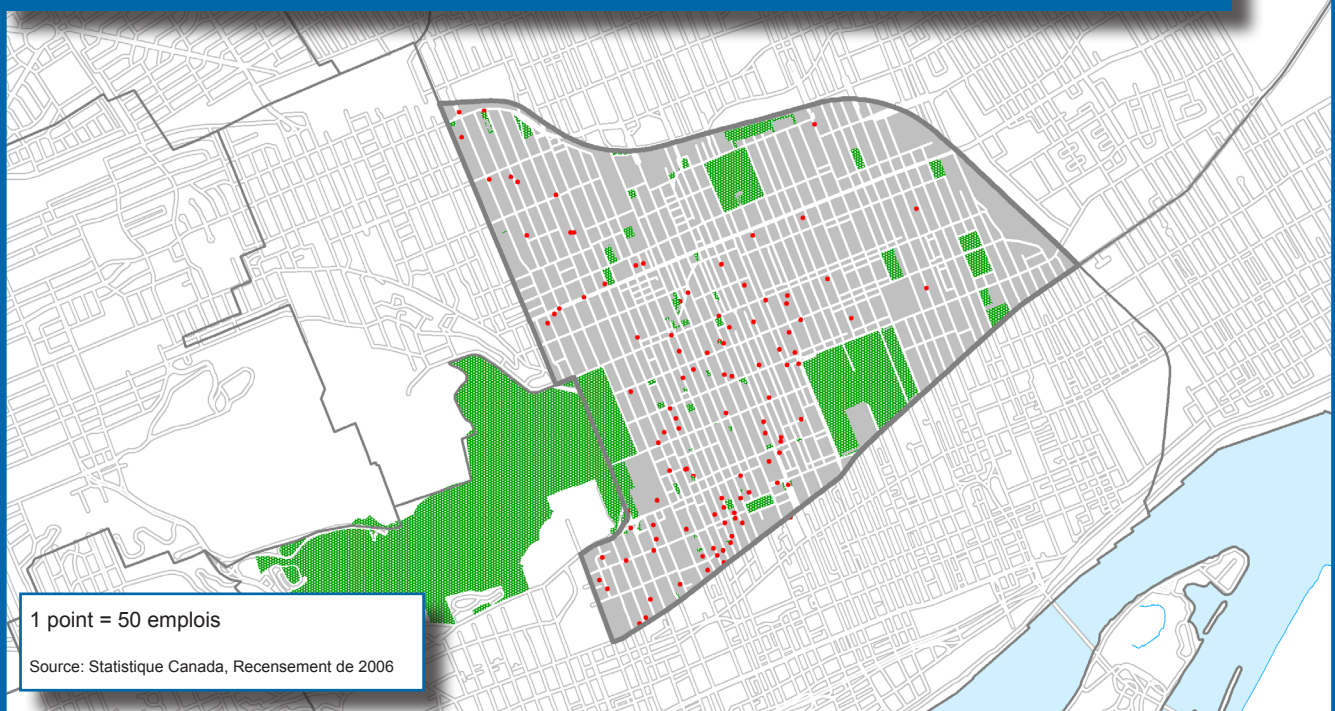 1 point = 50 emplois
Source: Statistique Canada, Recensement de 2006